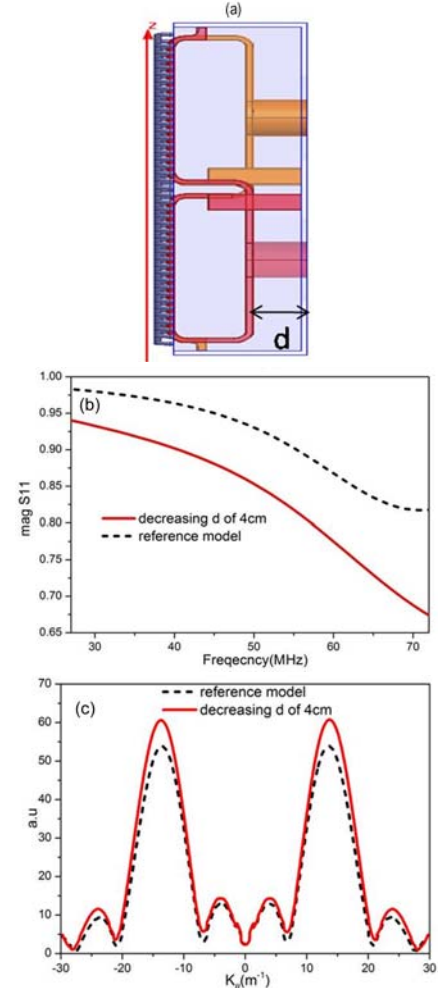 (a)
z
d
(b)
1.00
0.95
0.90
0.85
0.80
0.75
0.70
0.65
mag S11
decreasing d of 4cm
reference model
30 40 50 60 70
Freqecncy(MHz)
(c)
70
60
50
40
30
20
10
0
a.u
reference model
decreasing d of 4cm
-30 -20 -10 0 10 20 30
K∥(m⁻¹)